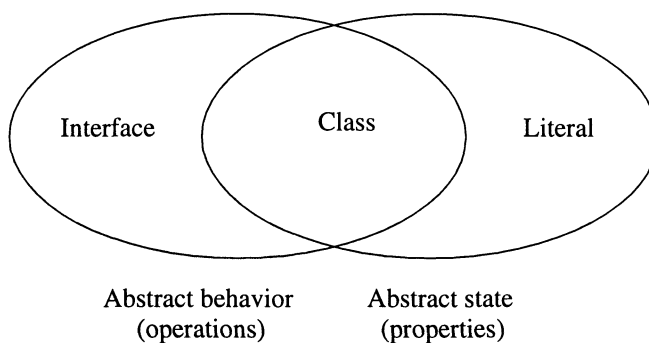 Interface
Class
Literal
Abstract behavior
(operations)
Abstract state
(properties)